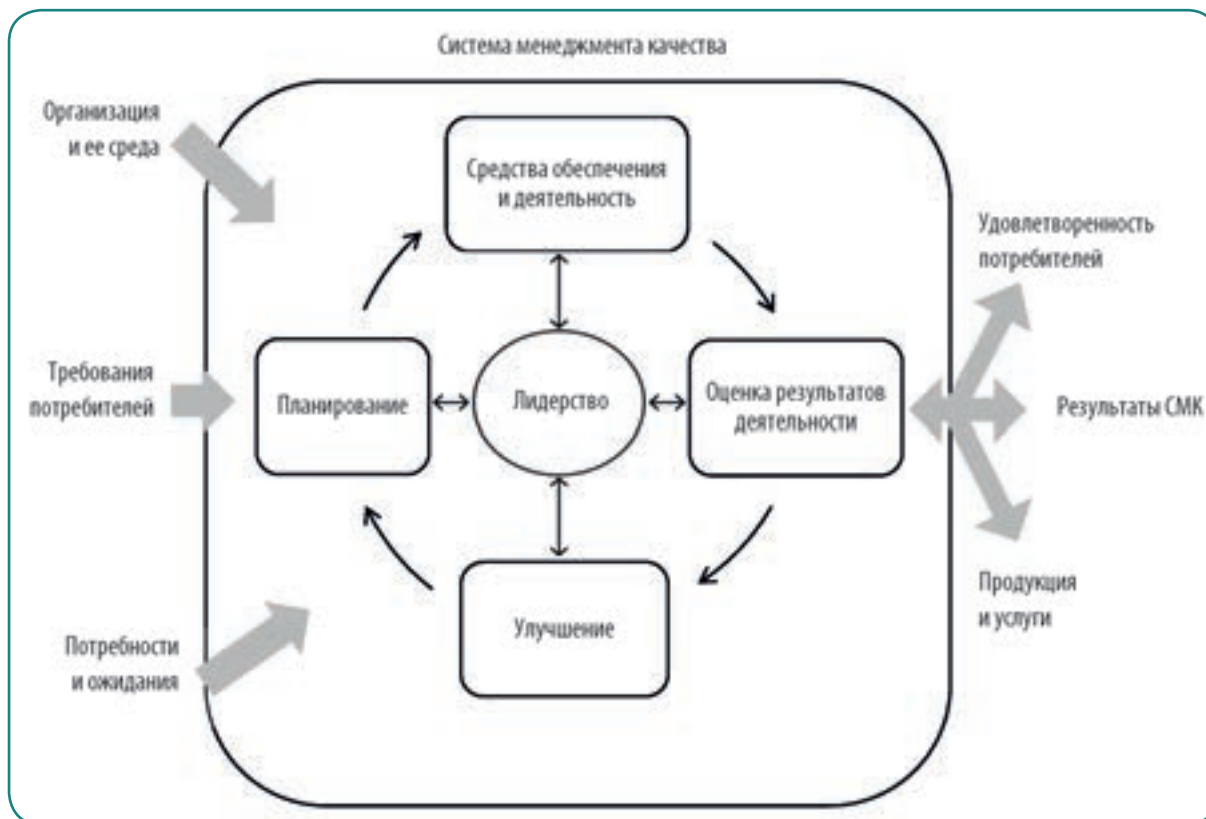 Система менеджмента качества
Организация
и ее среда
Средства обеспечения
и деятельность
Удовлетворенность
потребителей
Требования
потребителей
Планирование
Лидерство
Оценка результатов
деятельности
Результаты СМК
Улучшение
Потребности
и ожидания
Продукция
и услуги